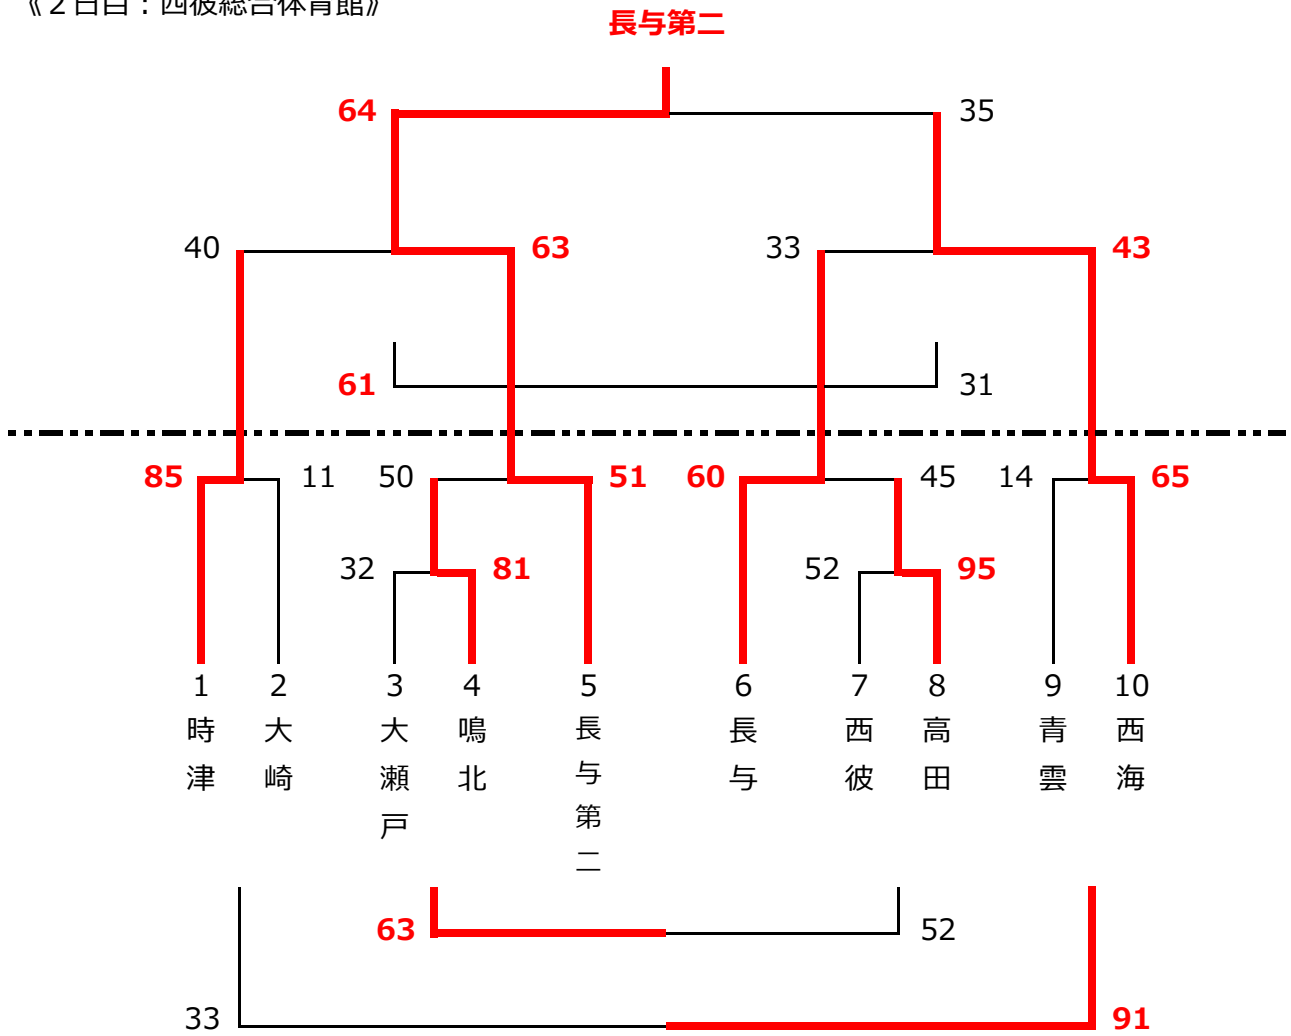 《２日目：西彼総合体育館》
長与第二
64 35
40 63 33 43
61 31
85 11 50 51 60 45 14 65
32 81 52 95
1 2 3 4 5 6 7 8 9 10
時津
大崎
大瀬戸
鳴北
長与第二
長与
西彼
高田
青雲
西海
63 52
33 91